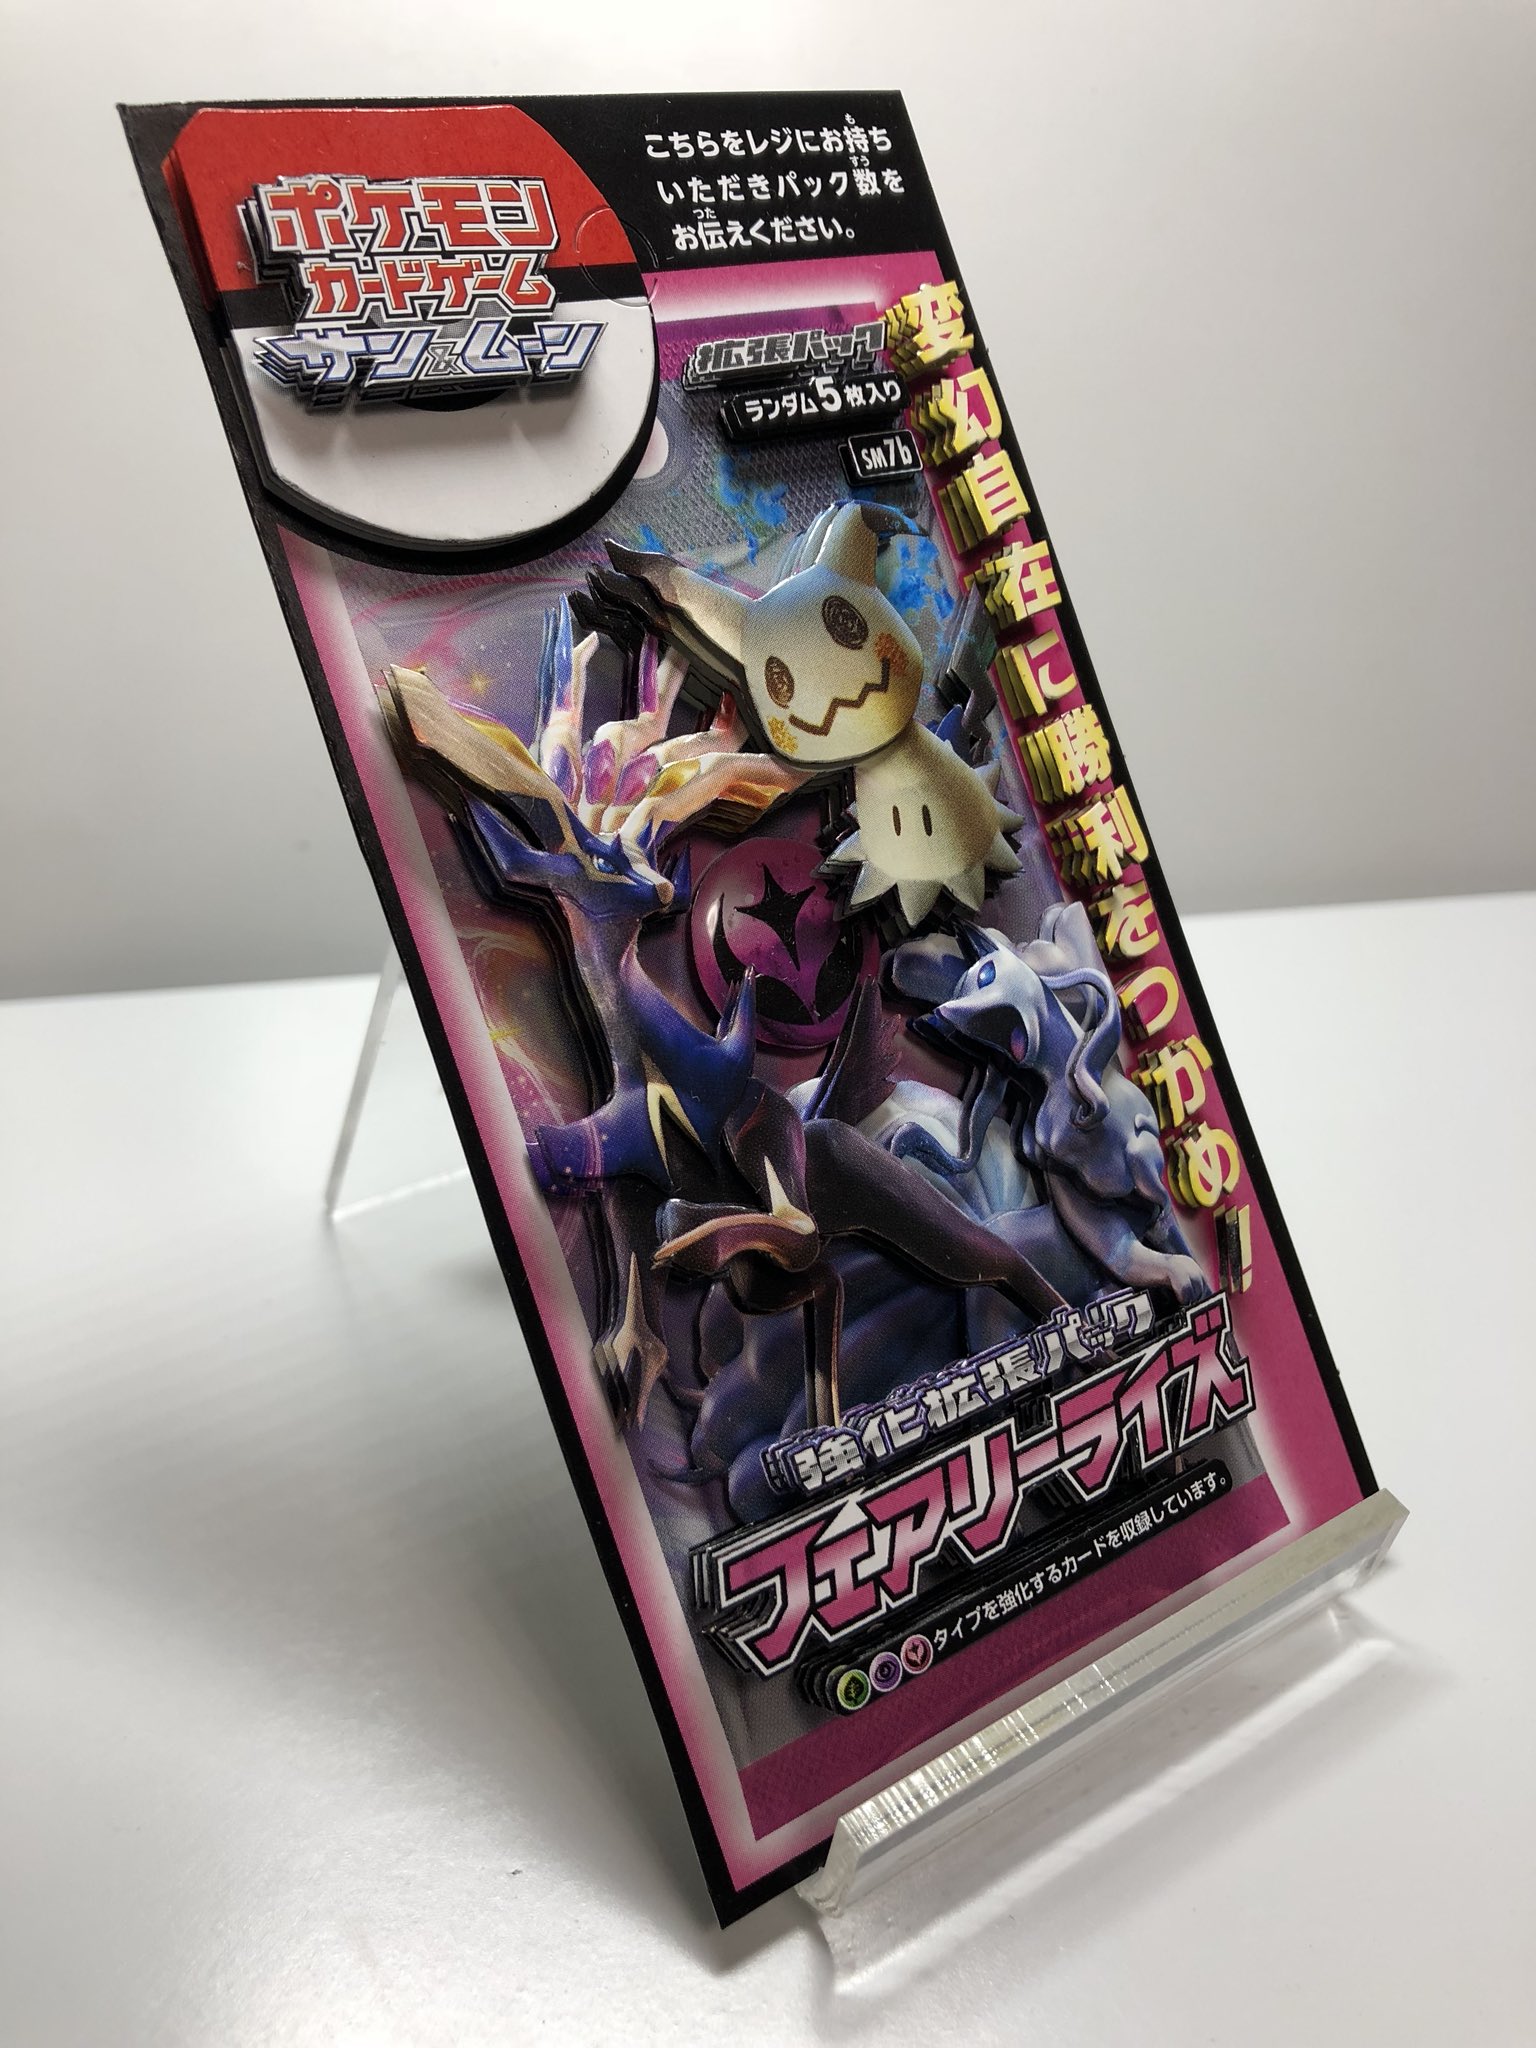 こちらをレジにお持ち
いただきパック数を
お伝えください。
も
すう
つた
ポケモン
カードゲーム
サン&ムーン
拡張パック
ランダム5枚入り
SM7b
変幻自在に勝利をつかめ!
強化拡張パック
フェアリーライズ
タイプを強化するカードを収録しています。